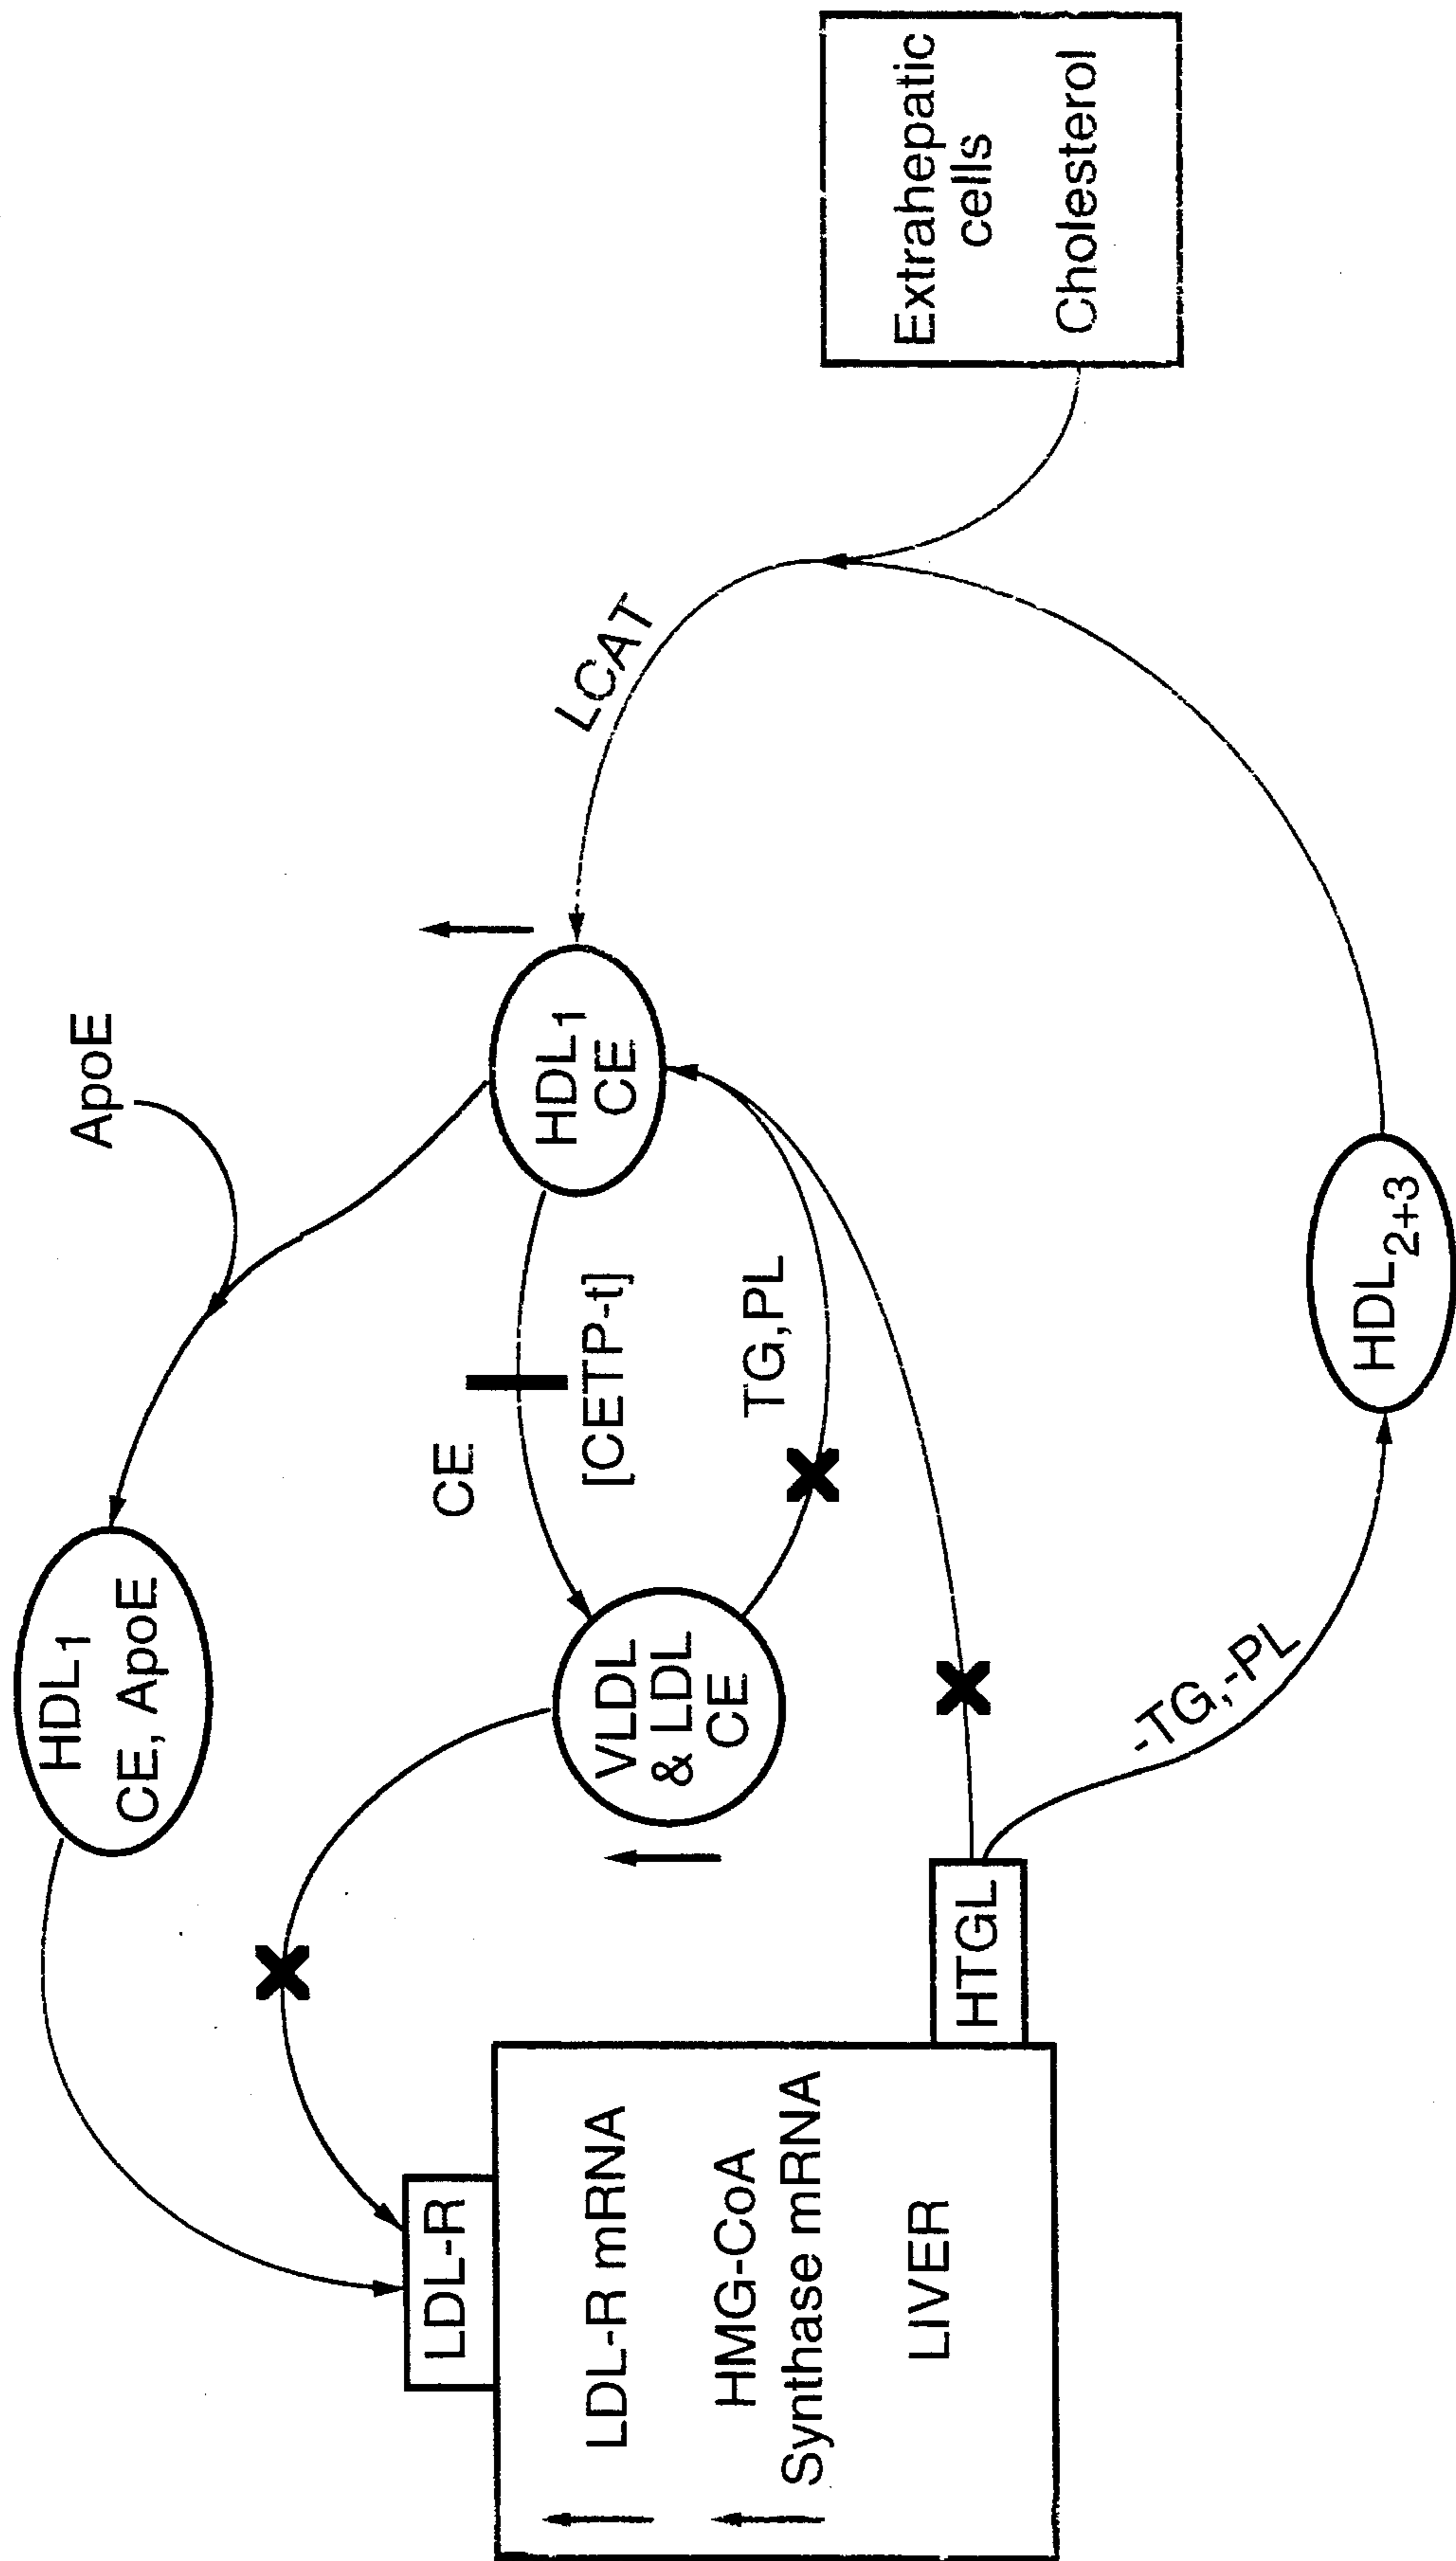 ApoE
HDL1
CE, ApoE
HDL1
CE
LCAT
CE
[CETP-t]
TG,PL
VLDL
& LDL
CE
Extrahepatic
cells
Cholesterol
LDL-R
LDL-R mRNA
HMG-CoA
Synthase mRNA
LIVER
HTGL
-TG,-PL
HDL2+3